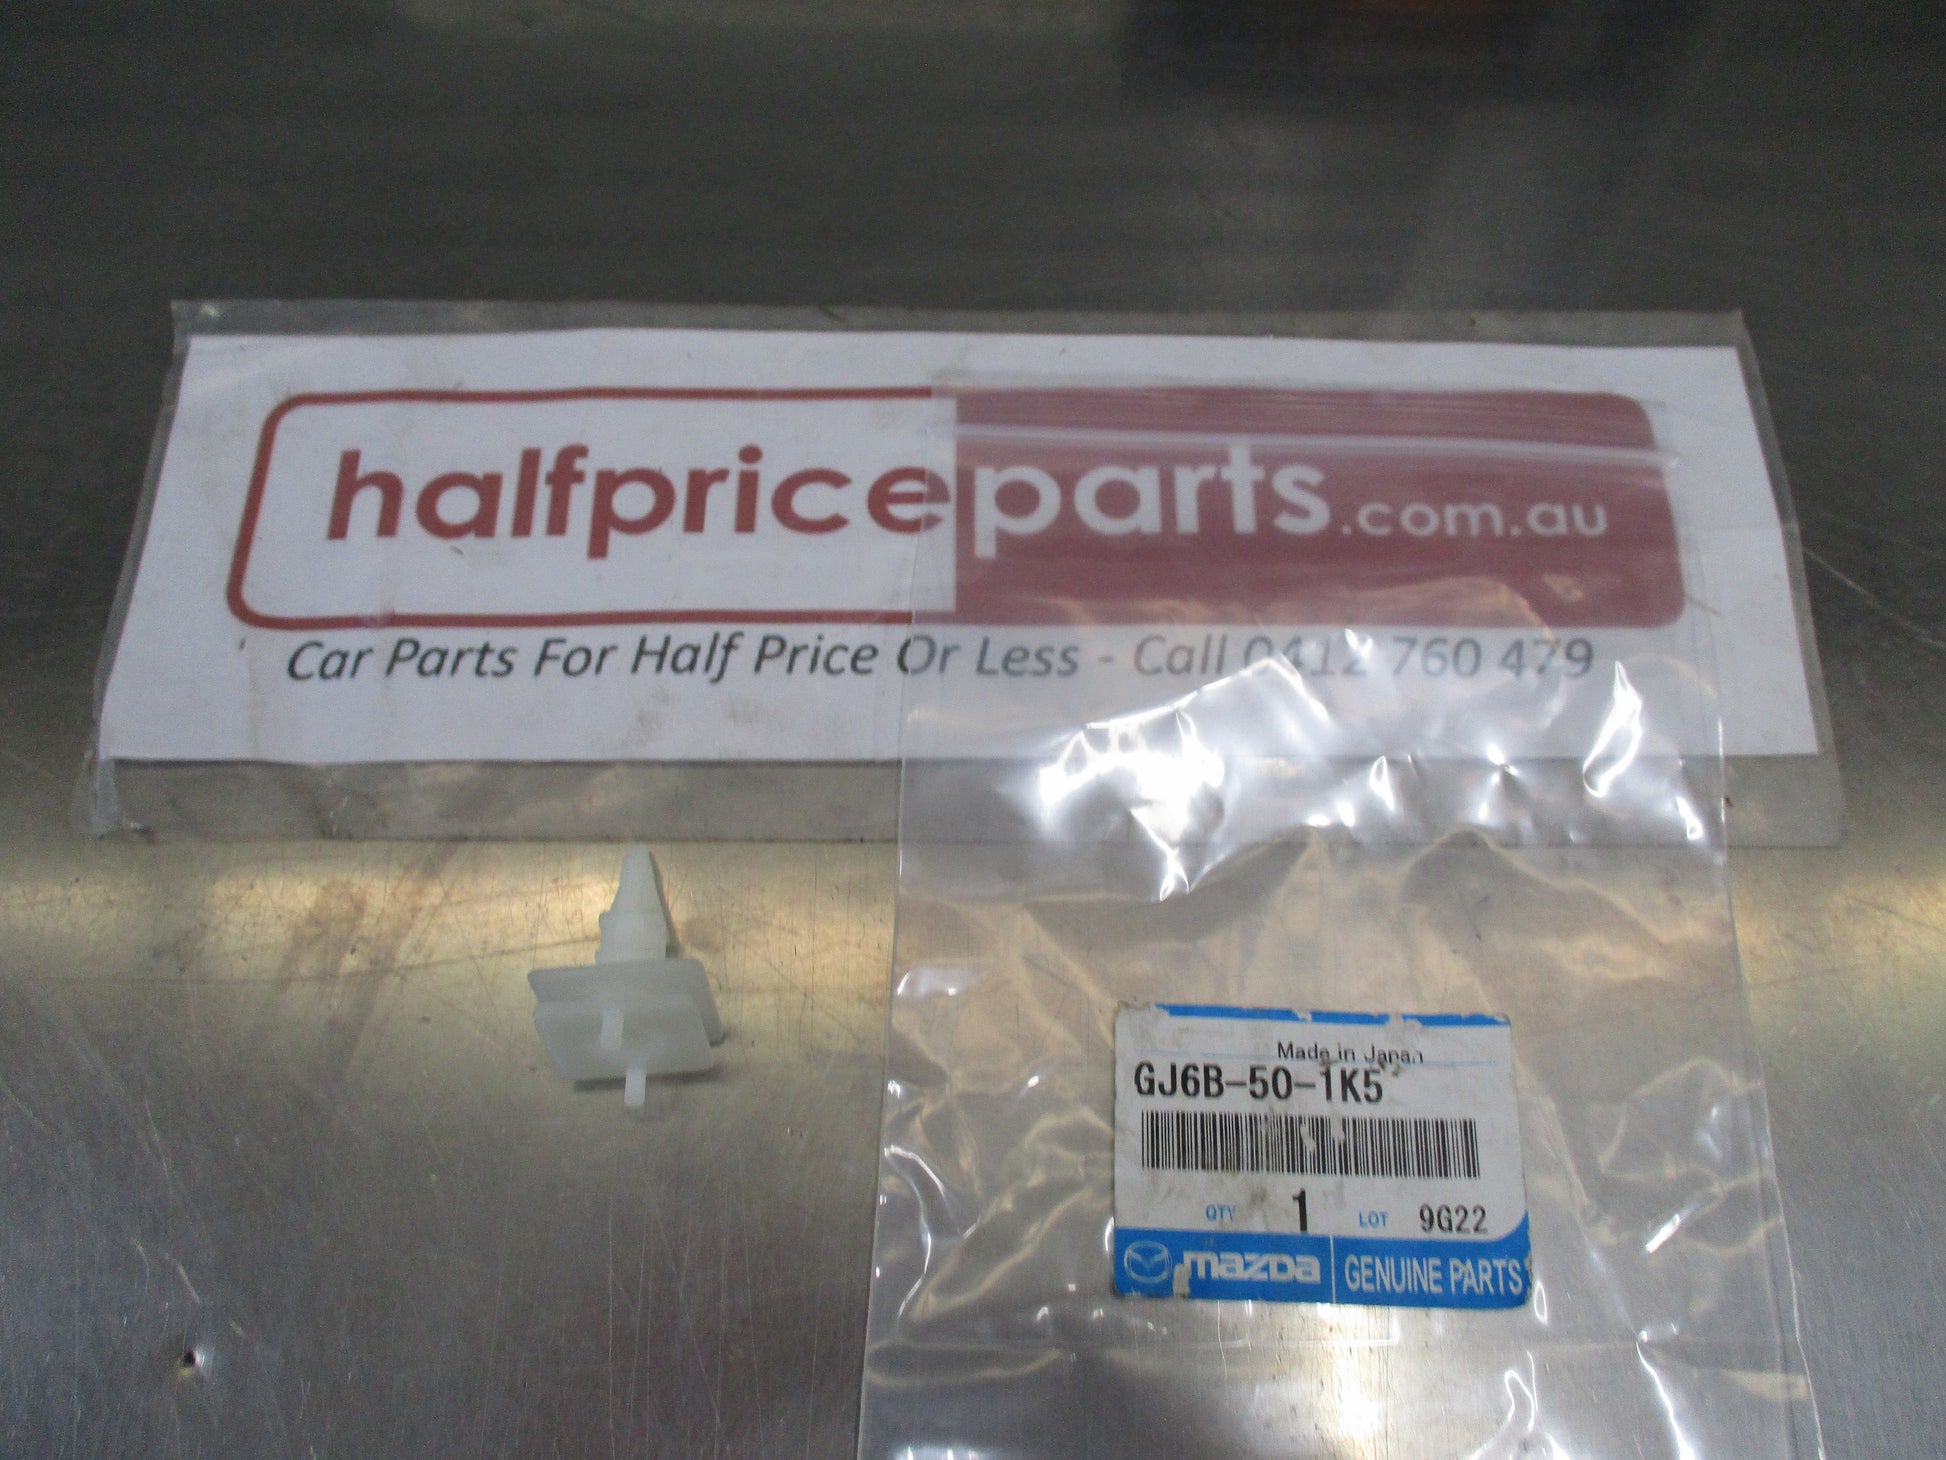 halfpriceparts.com.au
Car Parts For Half Price Or Less - Call 0412 760 479
Made in Japan
GJ6B-50-1K5
QTY 1 LOT 9G22
mazda GENUINE PARTS